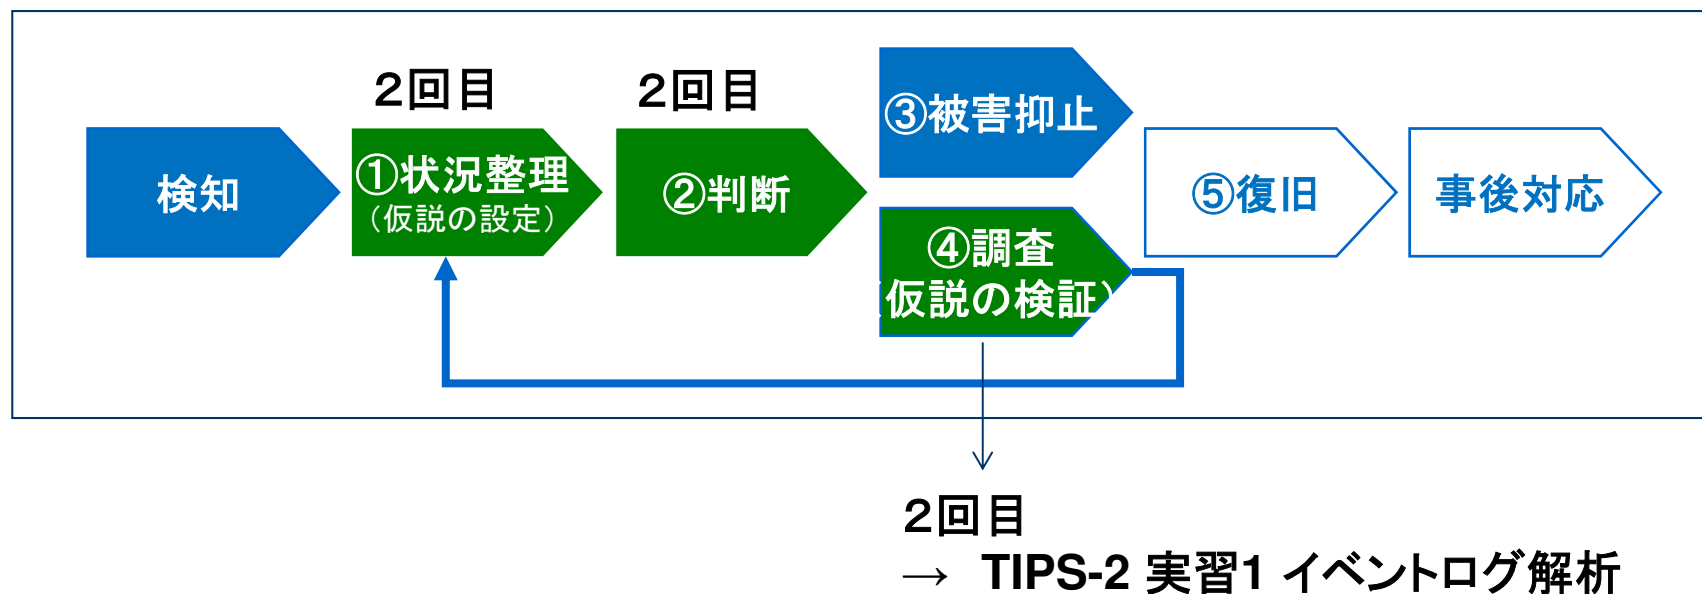 ２回目
２回目
検知
①状況整理
（仮説の設定）
②判断
③被害抑止
④調査
（仮説の検証）
⑤復旧
事後対応
２回目
→ TIPS-2 実習1 イベントログ解析